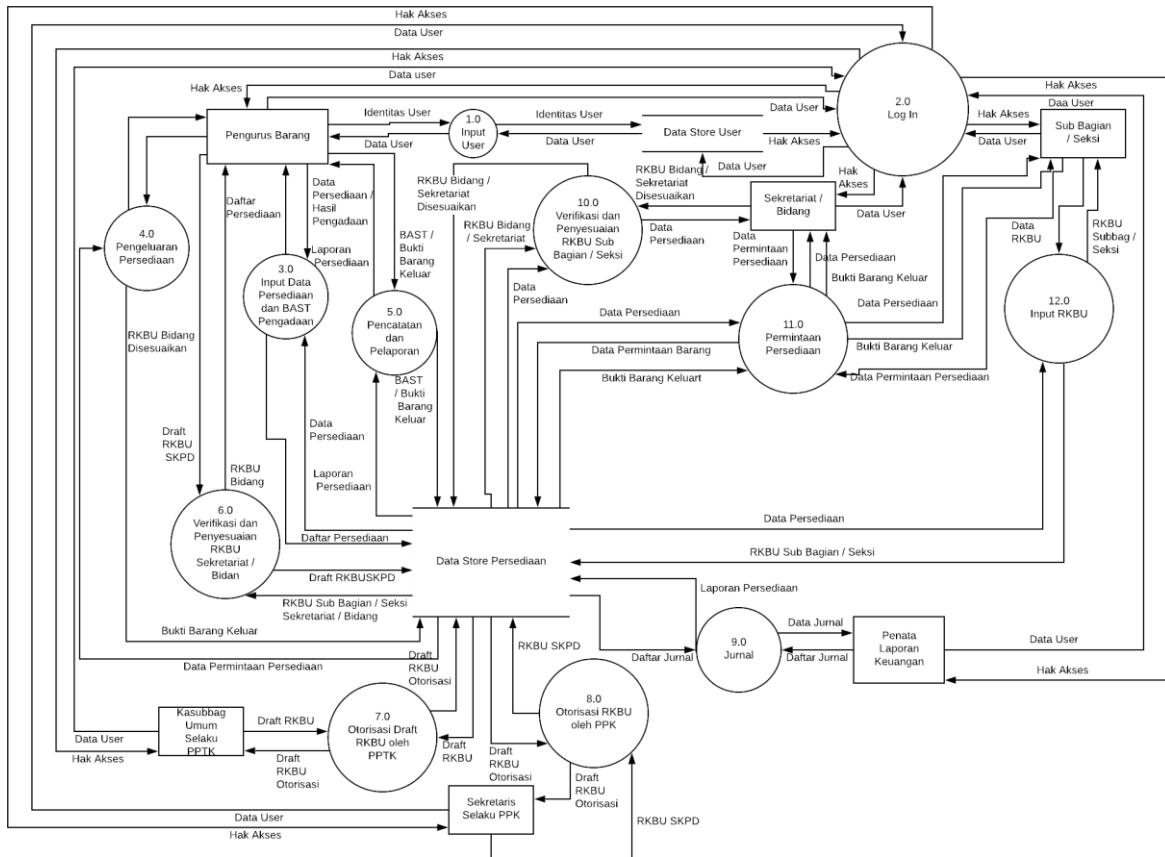 Hak Akses
Data User
Hak Akses
Data user
Hak Akses
Pengurus Barang
Identitas User
Data User
1.0
Input
User
Identitas User
Data User
Data Store User
Data User
Hak Akses
Data User
2.0
Log In
Hak Akses
Daa User
Hak Akses
Data User
Sub Bagian
/ Seksi
Hak
Akses
Data User
Sekretariat /
Bidang
RKBU Bidang /
Sekretariat
Disesuaikan
RKBU Bidang /
Sekretariat
Disesuaikan
10.0
Verifikasi dan
Penyesuaian
RKBU Sub
Bagian / Seksi
Data
Persediaan
RKBU Bidang
/ Sekretariat
Data
Persediaan
Data
Permintaan
Persediaan
Data Persediaan
Bukti Barang Keluar
Data
RKBU
RKBU
Subbag /
Seksi
12.0
Input RKBU
4.0
Pengeluaran
Persediaan
Daftar
Persediaan
Data
Persediaan /
Hasil
Pengadaan
Laporan
Persediaan
BAST /
Bukti
Barang
Keluar
3.0
Input Data
Persediaan
dan BAST
Pengadaan
5.0
Pencatatan
dan
Pelaporan
RKBU Bidang
Disesuaikan
BAST
/ Bukti
Barang
Keluar
Data Persediaan
Data Permintaan Barang
Bukti Barang Keluart
11.0
Permintaan
Persediaan
Data Persediaan
Bukti Barang Keluar
Data Permintaan Persediaan
Draft
RKBU
SKPD
RKBU
Bidang
Data
Persediaan
Laporan
Persediaan
6.0
Verifikasi dan
Penyesuaian
RKBU
Sekretariat /
Bidan
Daftar Persediaan
Draft RKBUSKPD
RKBU Sub Bagian / Seksi
Sekretariat / Bidang
Data Store Persediaan
Data Persediaan
RKBU Sub Bagian / Seksi
Laporan Persediaan
Bukti Barang Keluar
Data Permintaan Persediaan
Draft
RKBU
Otorisasi
RKBU SKPD
Daftar Jurnal
9.0
Jurnal
Data Jurnal
Daftar Jurnal
Penata
Laporan
Keuangan
Data User
Hak Akses
Kasubbag
Umum
Selaku
PPTK
Draft RKBU
Draft
RKBU
Otorisasi
7.0
Otorisasi Draft
RKBU oleh
PPTK
Draft
RKBU
Draft
RKBU
Otorisasi
8.0
Otorisasi RKBU
oleh PPK
Draft
RKBU
Otorisasi
Data User
Hak Akses
Sekretaris
Selaku PPK
Data User
Hak Akses
RKBU SKPD